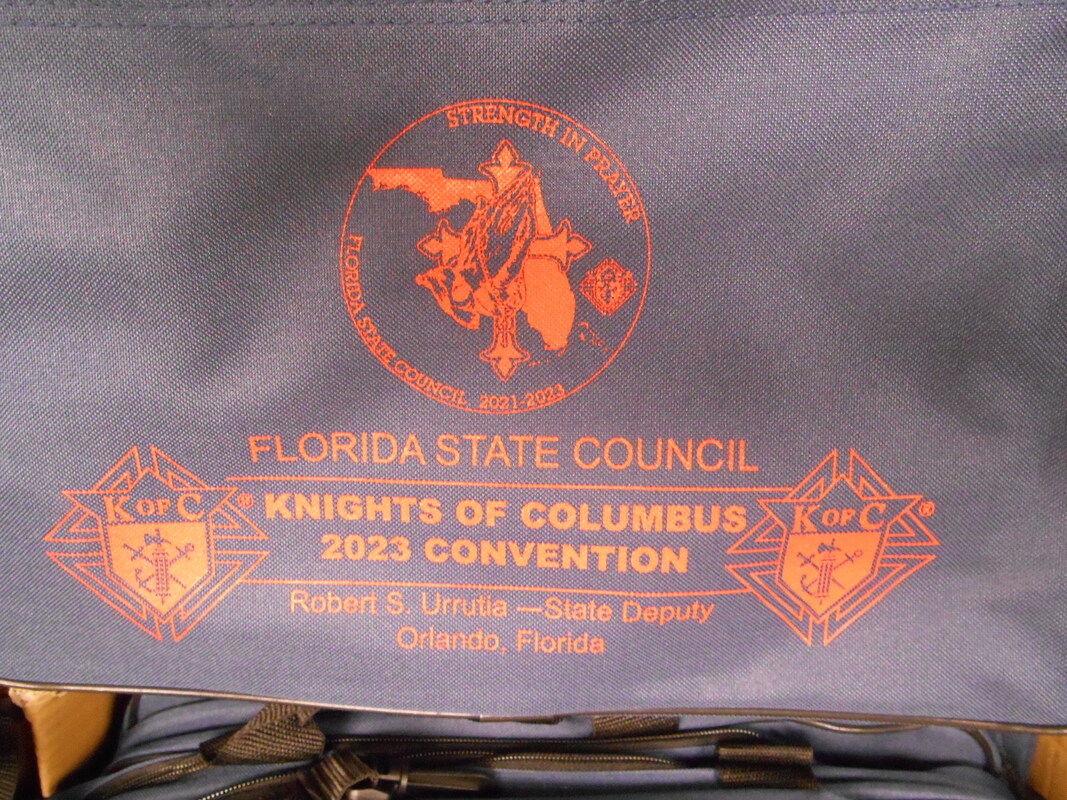 STRENGTH IN PRAYER
FLORIDA STATE COUNCIL 2021-2023
FLORIDA STATE COUNCIL
K OF C ®
KNIGHTS OF COLUMBUS
K OF C ®
2023 CONVENTION
Robert S. Urrutia —State Deputy
Orlando, Florida